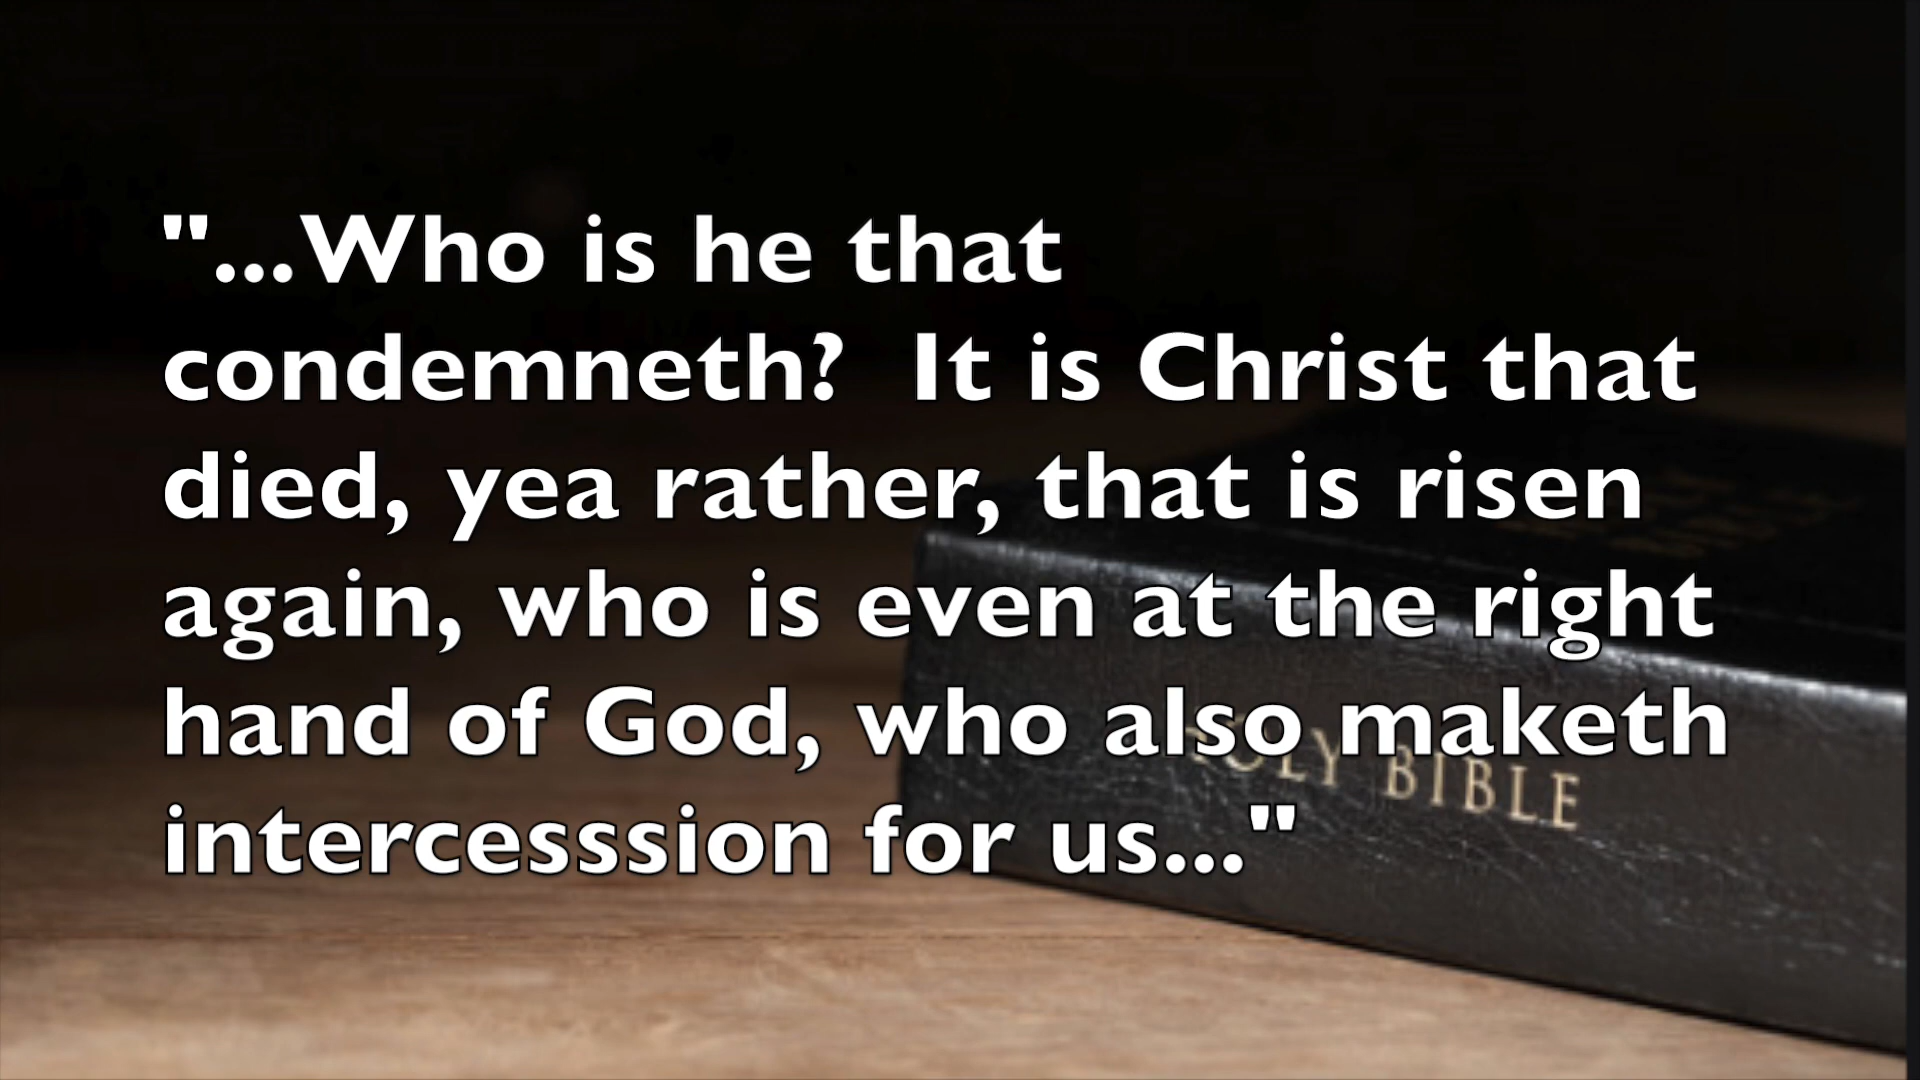 "...Who is he that
condemneth?  It is Christ that
died, yea rather, that is risen
again, who is even at the right
hand of God, who also maketh
intercesssion for us..."
HOLY BIBLE